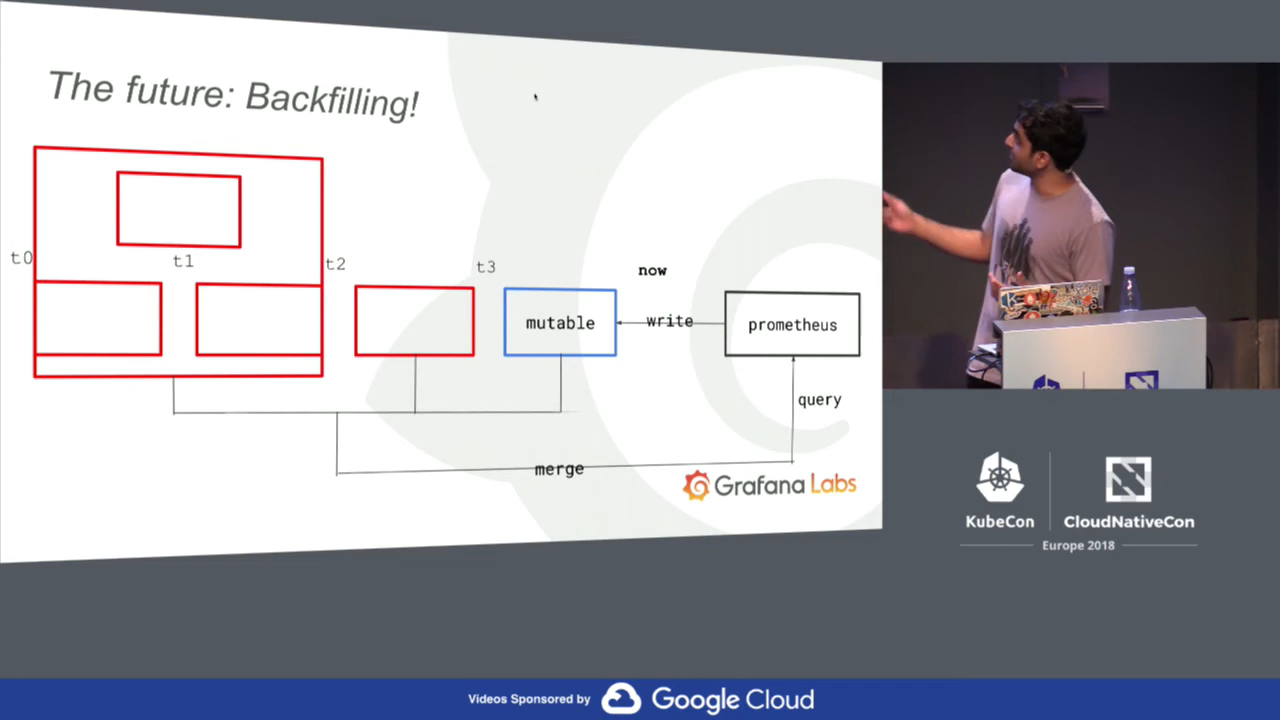 The future: Backfilling!
t0
t1
t2
t3
now
mutable
write
prometheus
query
merge
Grafana Labs
KubeCon
CloudNativeCon
Europe 2018
Videos Sponsored by Google Cloud